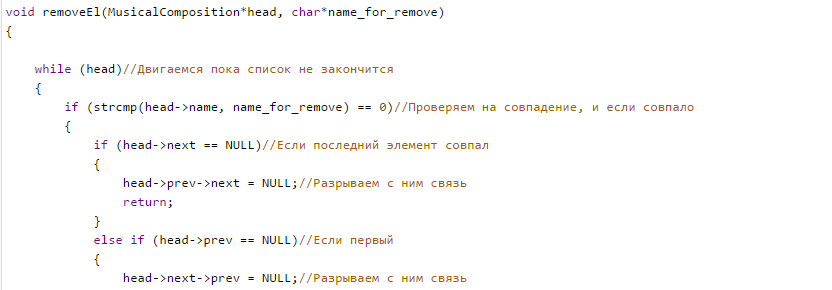 void removeEl(MusicalComposition*head, char*name_for_remove)
{
while (head)//Двигаемся пока список не закончится
{
if (strcmp(head->name, name_for_remove) == 0)//Проверяем на совпадение, и если совпало
{
if (head->next == NULL)//Если последний элемент совпал
{
head->prev->next = NULL;//Разрываем с ним связь
return;
}
else if (head->prev == NULL)//Если первый
{
head->next->prev = NULL;//Разрываем с ним связь